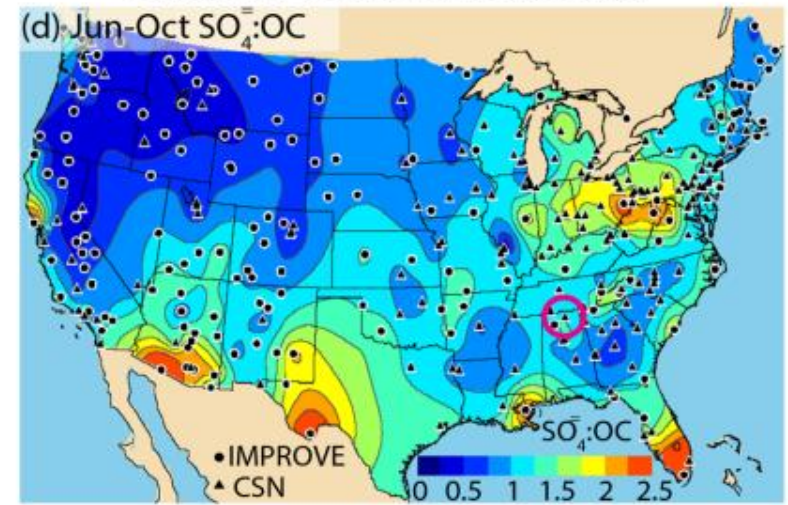 (d) Jun-Oct SO₄⁼:OC
●IMPROVE
▲ CSN
SO₄⁼:OC
0 0.5 1 1.5 2 2.5